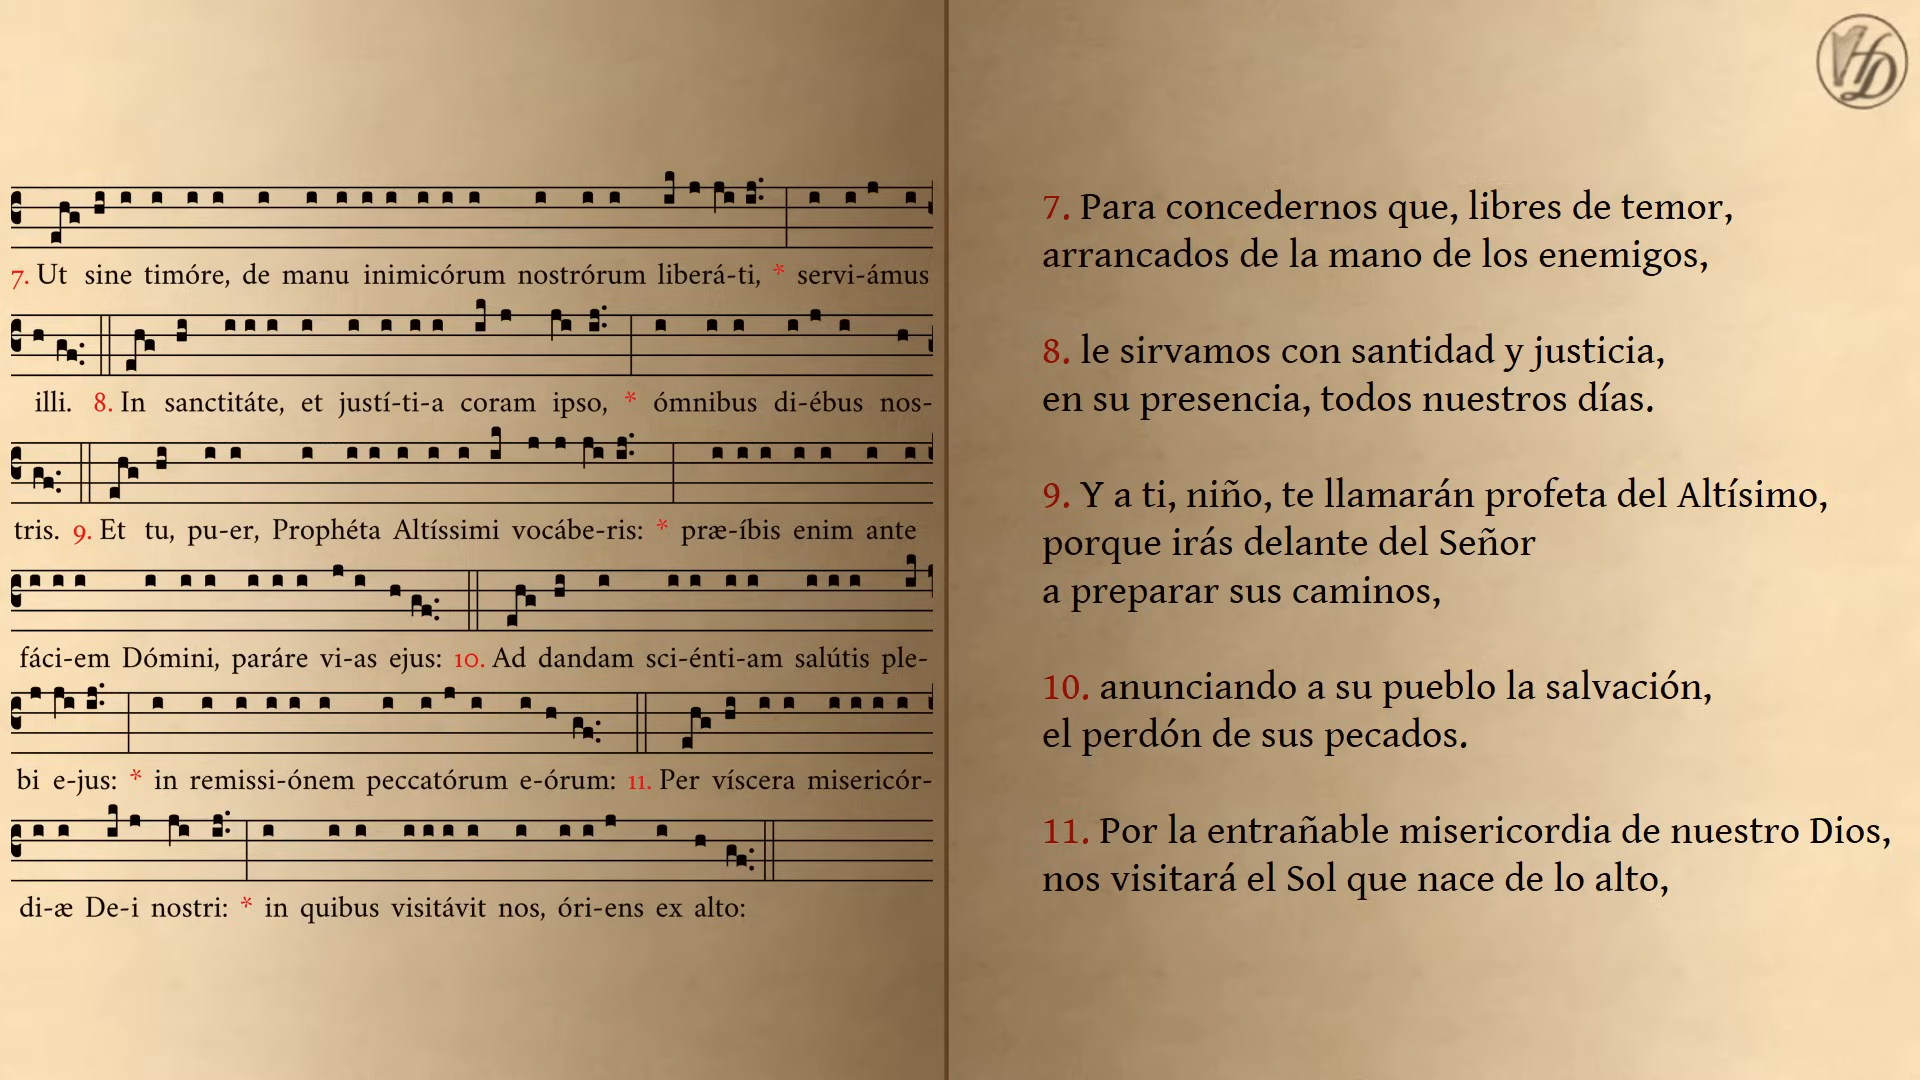 7. Ut sine timóre, de manu inimicórum nostrórum liberá-ti, * servi-ámus
illi. 8. In sanctitáte, et justí-ti-a coram ipso, * ómnibus di-ébus nos-
tris. 9. Et tu, pu-er, Prophéta Altíssimi vocábe-ris: * præ-íbis enim ante
fáci-em Dómini, paráre vi-as ejus: 10. Ad dandam sci-énti-am salútis ple-
bi e-jus: * in remissi-ónem peccatórum e-órum: 11. Per víscera misericór-
di-æ De-i nostri: * in quibus visitávit nos, óri-ens ex alto:
HD
7. Para concedernos que, libres de temor,
arrancados de la mano de los enemigos,
8. le sirvamos con santidad y justicia,
en su presencia, todos nuestros días.
9. Y a ti, niño, te llamarán profeta del Altísimo,
porque irás delante del Señor
a preparar sus caminos,
10. anunciando a su pueblo la salvación,
el perdón de sus pecados.
11. Por la entrañable misericordia de nuestro Dios,
nos visitará el Sol que nace de lo alto,